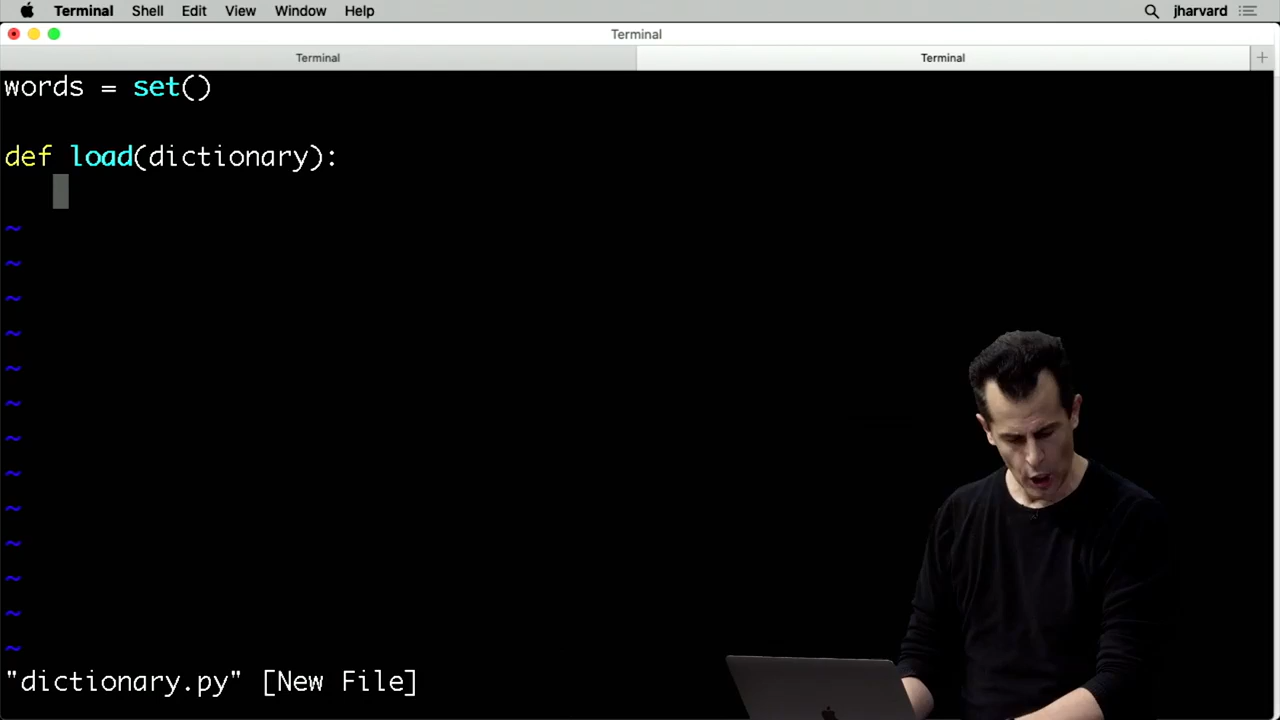 Terminal Shell Edit View Window Help jharvard
Terminal
Terminal Terminal +
words = set()
def load(dictionary):
~
~
~
~
~
~
~
~
~
~
~
~
~
"dictionary.py" [New File]